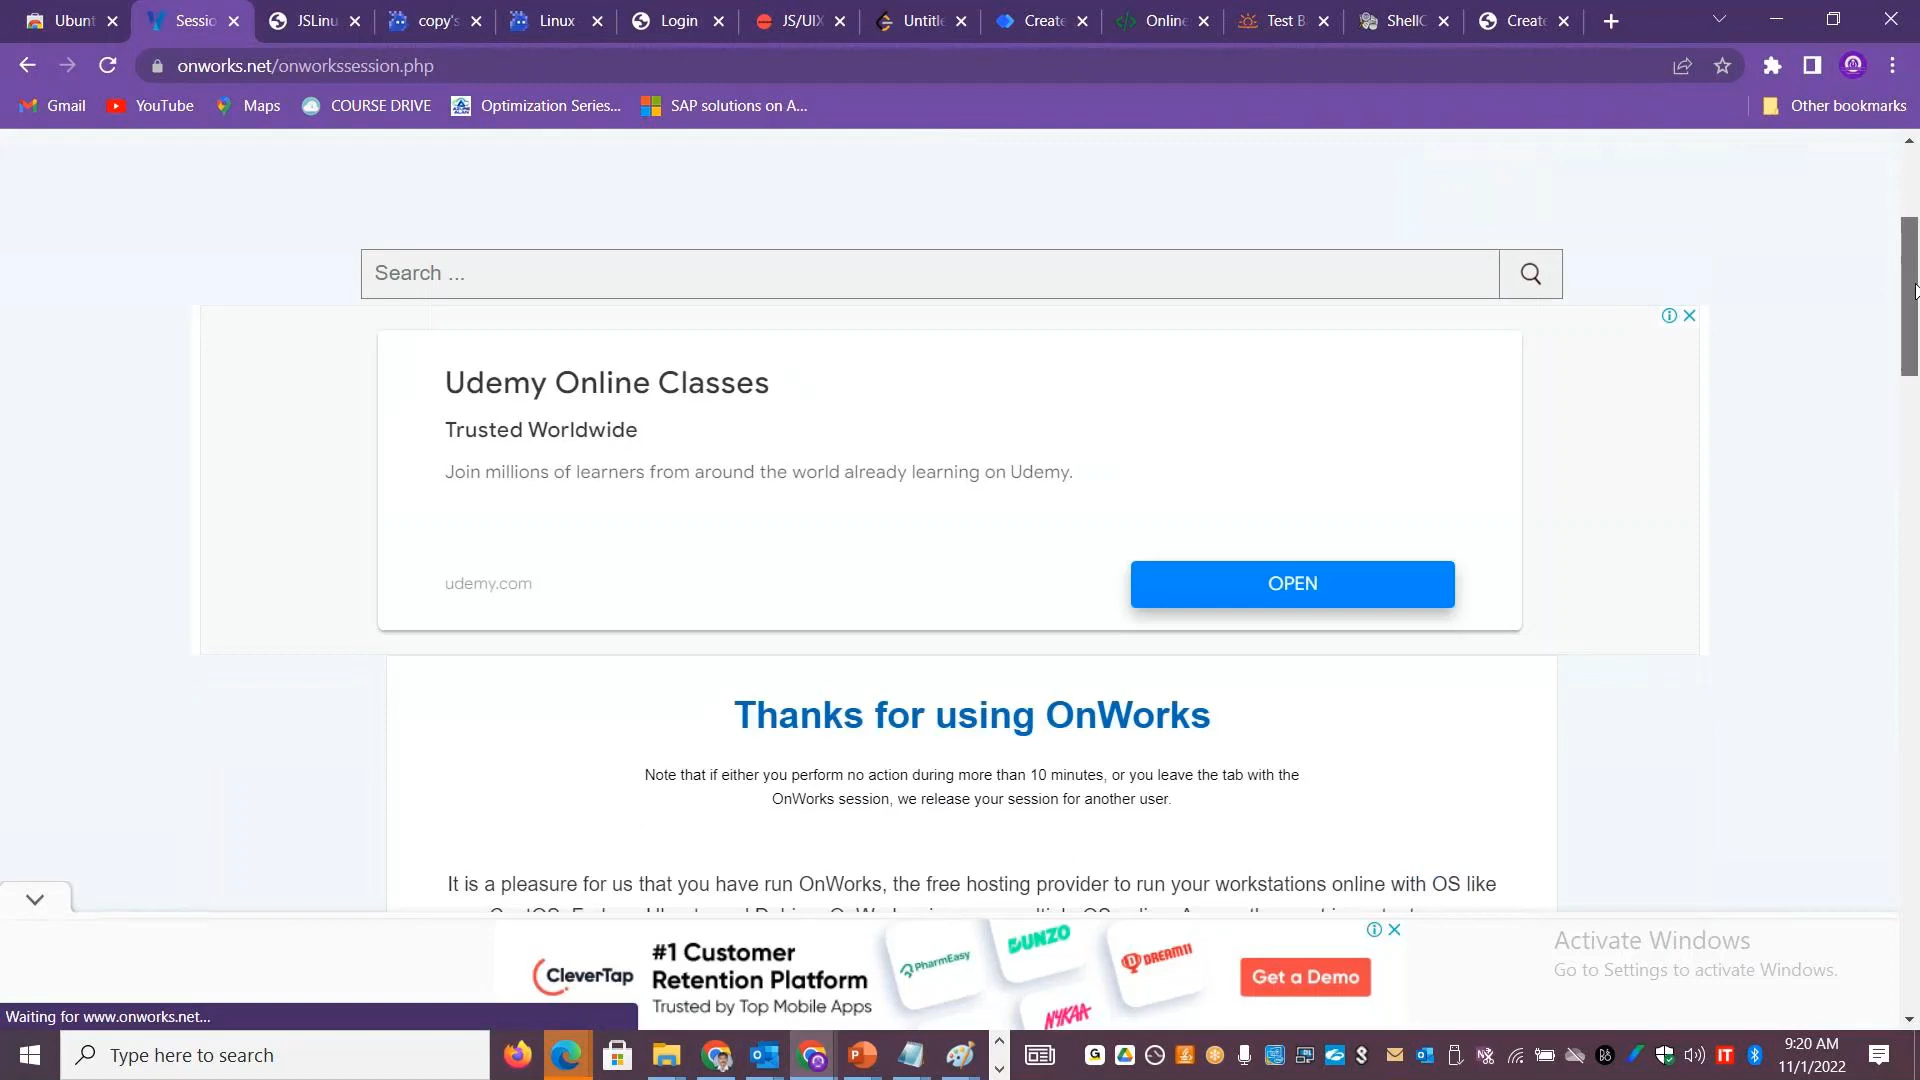 Ubunt
Sessio
JSLinu
copy's
Linux
Login
JS/UIX
Untitle
Create
Online
Test B
ShellC
Create
onworks.net/onworkssession.php
Gmail
YouTube
Maps
COURSE DRIVE
Optimization Series...
SAP solutions on A...
Other bookmarks
Search ...
Udemy Online Classes
Trusted Worldwide
Join millions of learners from around the world already learning on Udemy.
udemy.com
OPEN
Thanks for using OnWorks
Note that if either you perform no action during more than 10 minutes, or you leave the tab with the
OnWorks session, we release your session for another user.
It is a pleasure for us that you have run OnWorks, the free hosting provider to run your workstations online with OS like
CleverTap
#1 Customer
Retention Platform
Trusted by Top Mobile Apps
PharmEasy
DUNZO
DREAM11
NYKAA
Get a Demo
Activate Windows
Go to Settings to activate Windows.
Waiting for www.onworks.net...
Type here to search
9:20 AM
11/1/2022